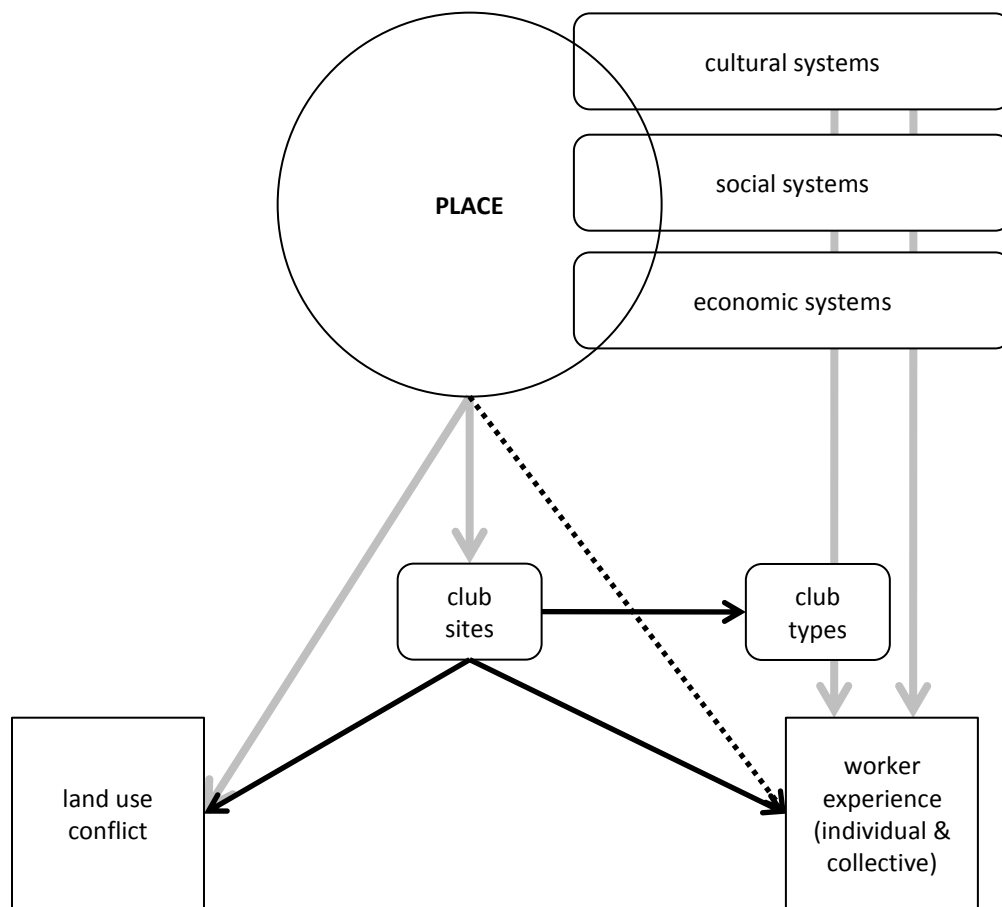 cultural systems
social systems
PLACE
economic systems
club
sites
club
types
land use
conflict
worker
experience
(individual &
collective)